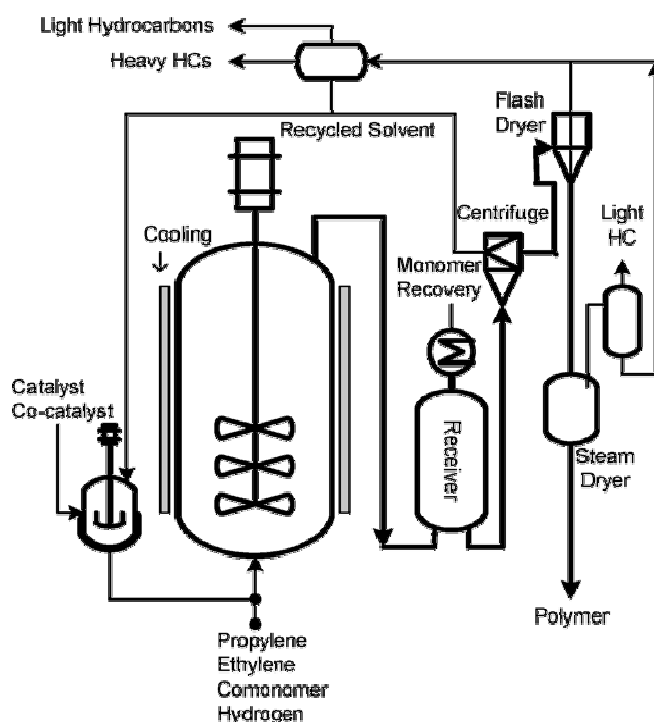 Light Hydrocarbons
Heavy HCs
Recycled Solvent
Flash
Dryer
Centrifuge
Light
HC
Cooling
Monomer
Recovery
Catalyst
Co-catalyst
Receiver
Steam
Dryer
Polymer
Propylene
Ethylene
Comonomer
Hydrogen